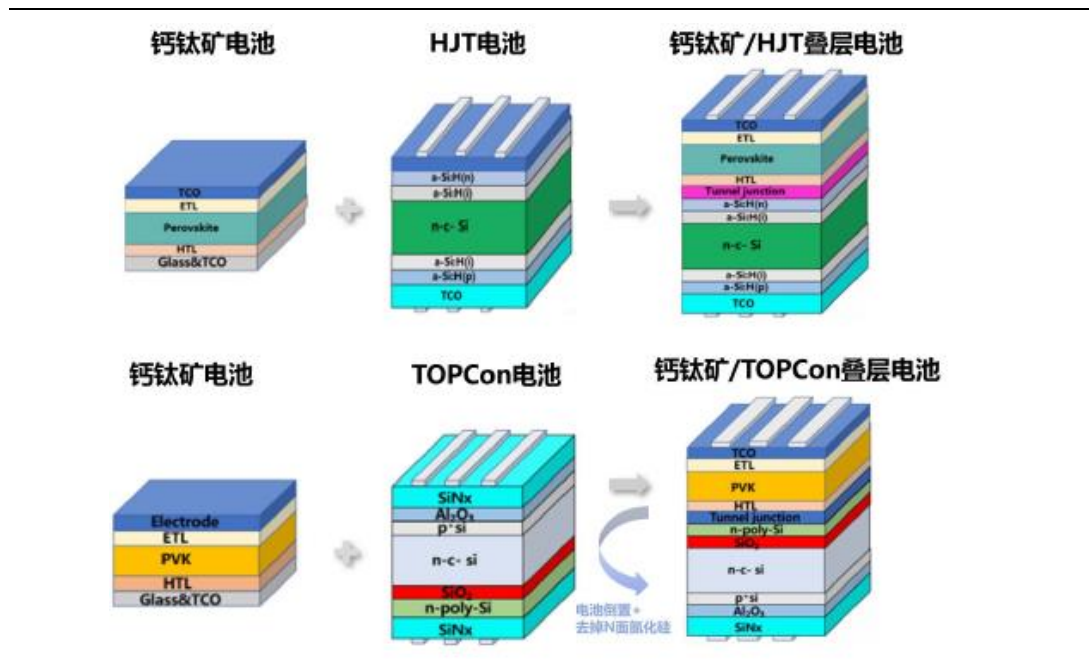 钙钛矿电池
HJT电池
钙钛矿/HJT叠层电池
TCO
ETL
Perovskite
HTL
Glass&TCO
a-Si:H(n)
a-Si:H(i)
n-c- Si
a-Si:H(i)
a-Si:H(p)
TCO
TCO
ETL
Perovskite
HTL
Tunnel junction
a-Si:H(n)
a-Si:H(i)
n-c- Si
a-Si:H(i)
a-Si:H(p)
TCO
钙钛矿电池
TOPCon电池
钙钛矿/TOPCon叠层电池
Electrode
ETL
PVK
HTL
Glass&TCO
SiNx
Al₂O₃
p⁺si
n-c- si
SiO₂
n-poly-Si
SiNx
电池倒置+
去掉N面氮化硅
TCO
ETL
PVK
HTL
Tunnel junction
n-poly-Si
SiO₂
n-c- si
p⁺si
Al₂O₃
SiNx